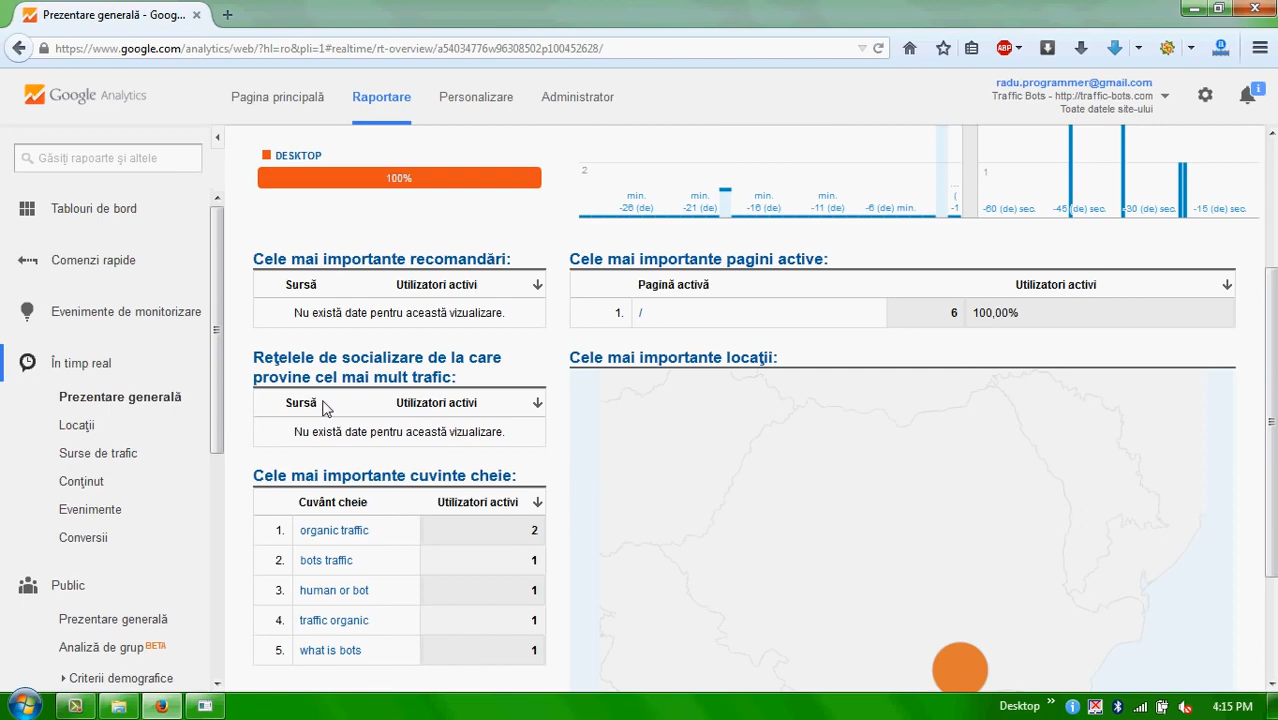 Prezentare generală - Goog...
https://www.google.com/analytics/web/?hl=ro&pli=1#realtime/rt-overview/a54034776w96308502p100452628/
ABP
Google Analytics
Pagina principală
Raportare
Personalizare
Administrator
radu.programmer@gmail.com
Traffic Bots - http://traffic-bots.com
Toate datele site-ului
Găsiți rapoarte şi altele
Tablouri de bord
Comenzi rapide
Evenimente de monitorizare
În timp real
Prezentare generală
Locații
Surse de trafic
Conținut
Evenimente
Conversii
Public
Prezentare generală
Analiză de grup BETA
Criterii demografice
DESKTOP
100%
2
min.
-26 (de)
min.
-21 (de)
min.
-16 (de)
min.
-11 (de)
-6 (de) min.
...
(
-1
1
-60 (de) sec.
-45 (de) sec.
-30 (de) sec.
-15 (de) sec.
Cele mai importante recomandări:
Sursă Utilizatori activi
Nu există date pentru această vizualizare.
Reţelele de socializare de la care
provine cel mai mult trafic:
Sursă Utilizatori activi
Nu există date pentru această vizualizare.
Cele mai importante cuvinte cheie:
Cuvânt cheie Utilizatori activi
1. organic traffic 2
2. bots traffic 1
3. human or bot 1
4. traffic organic 1
5. what is bots 1
Cele mai importante pagini active:
Pagină activă Utilizatori activi
1. / 6 100,00%
Cele mai importante locaţii:
Desktop
4:15 PM